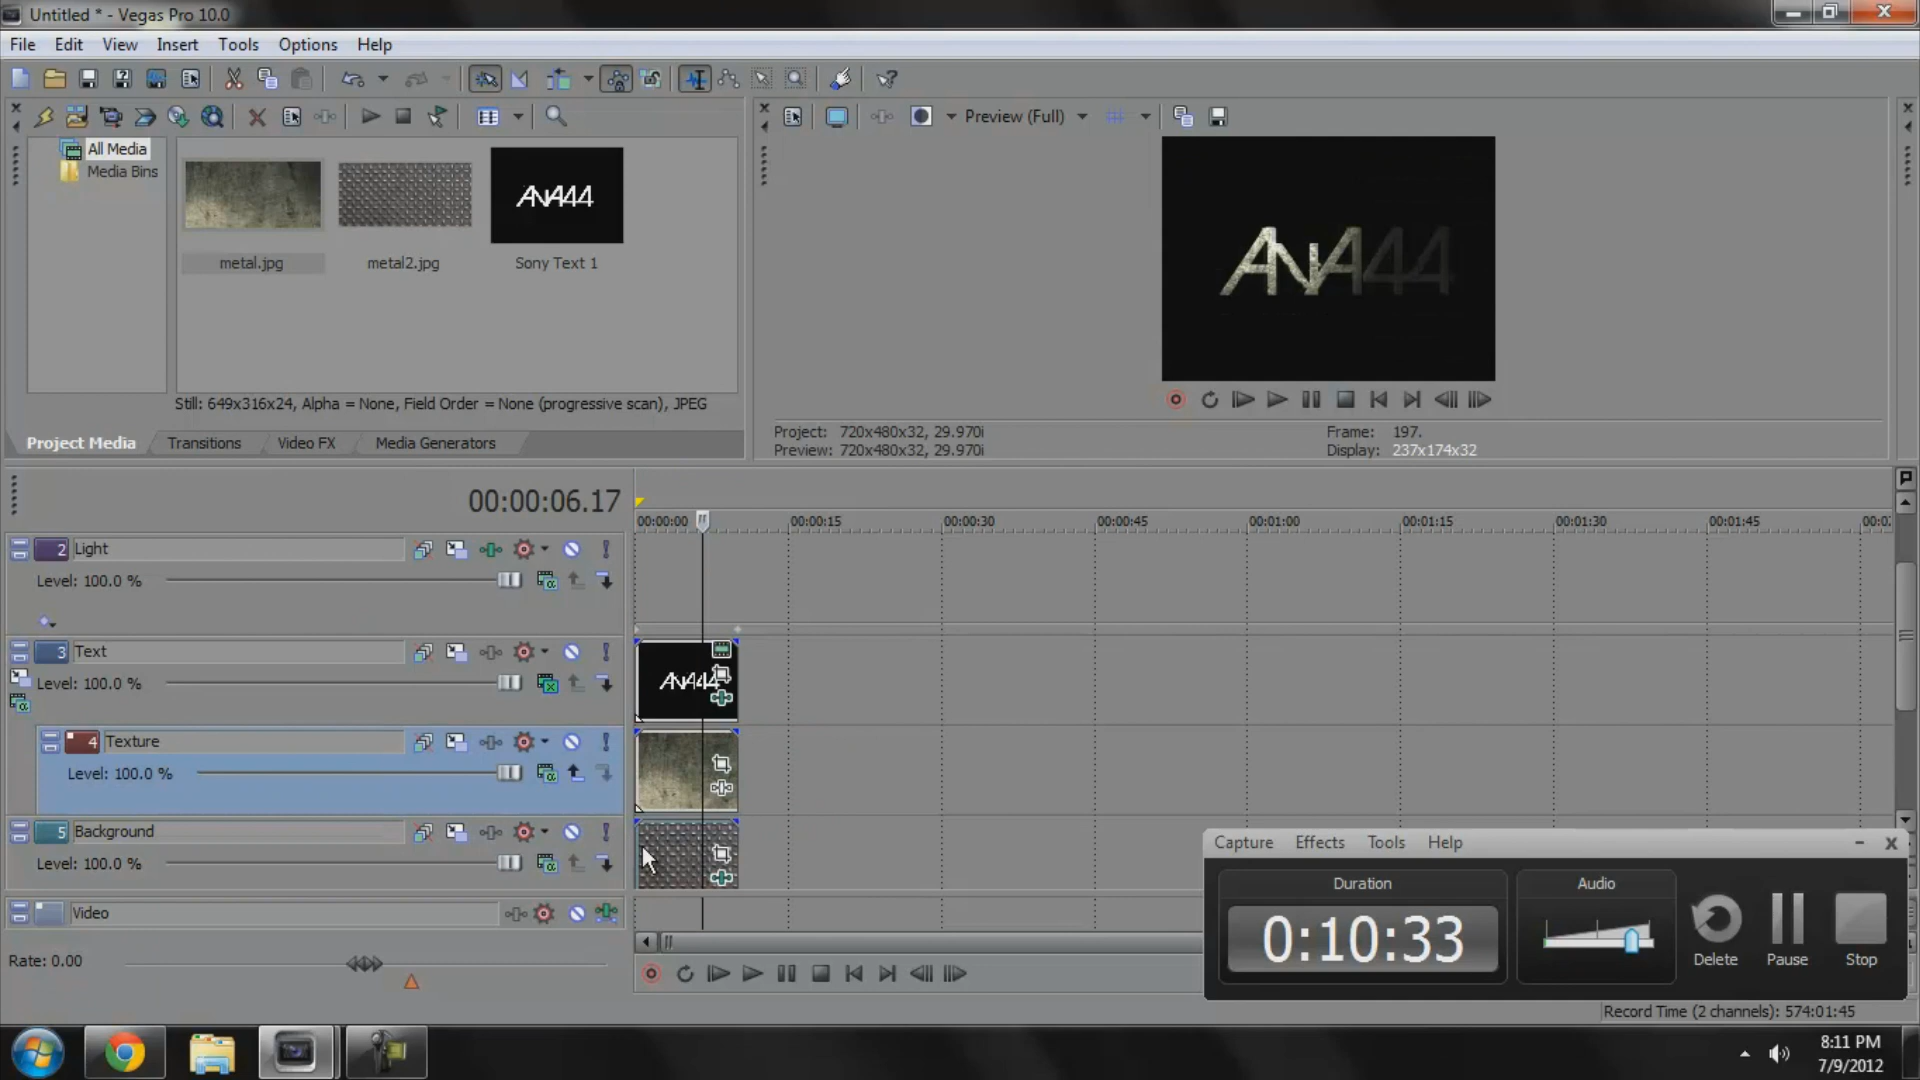 Untitled * - Vegas Pro 10.0
File Edit View Insert Tools Options Help
Preview (Full)
All Media
Media Bins
ANA44
metal.jpg
metal2.jpg
Sony Text 1
ANA444
Still: 649x316x24, Alpha = None, Field Order = None (progressive scan), JPEG
Project Media Transitions Video FX Media Generators
Project: 720x480x32, 29.970i
Preview: 720x480x32, 29.970i
Frame: 197.
Display: 237x174x32
00:00:06.17
00:00:00 00:00:15 00:00:30 00:00:45 00:01:00 00:01:15 00:01:30 00:01:45
2 Light
Level: 100.0 %
3 Text
Level: 100.0 %
ANA44
4 Texture
Level: 100.0 %
5 Background
Level: 100.0 %
Video
Rate: 0.00
Capture Effects Tools Help
Duration
0:10:33
Audio
Delete
Pause
Stop
Record Time (2 channels): 574:01:45
8:11 PM
7/9/2012